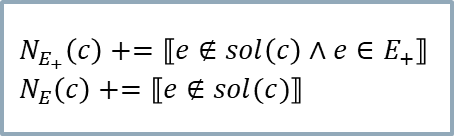 N_{E_+}(c) += ⟦e ∉ sol(c) ∧ e ∈ E_+⟧
N_E(c) += ⟦e ∉ sol(c)⟧